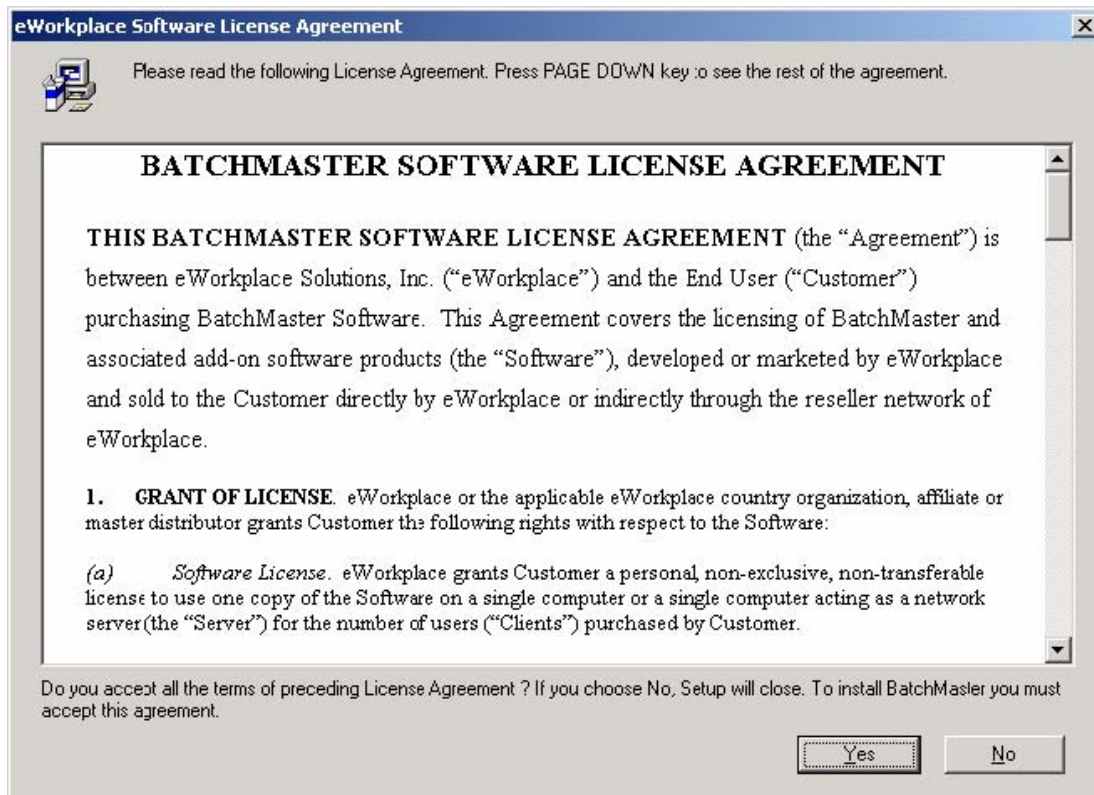 eWorkplace Software License Agreement
Please read the following License Agreement. Press PAGE DOWN key to see the rest of the agreement.
BATCHMASTER SOFTWARE LICENSE AGREEMENT
THIS BATCHMASTER SOFTWARE LICENSE AGREEMENT (the “Agreement”) is
between eWorkplace Solutions, Inc. (“eWorkplace”) and the End User (“Customer”)
purchasing BatchMaster Software. This Agreement covers the licensing of BatchMaster and
associated add-on software products (the “Software”), developed or marketed by eWorkplace
and sold to the Customer directly by eWorkplace or indirectly through the reseller network of
eWorkplace.
1. GRANT OF LICENSE. eWorkplace or the applicable eWorkplace country organization, affiliate or
master distributor grants Customer the following rights with respect to the Software:
(a) Software License. eWorkplace grants Customer a personal, non-exclusive, non-transferable
license to use one copy of the Software on a single computer or a single computer acting as a network
server (the “Server”) for the number of users (“Clients”) purchased by Customer.
Do you accept all the terms of preceding License Agreement ? If you choose No, Setup will close. To install BatchMaster you must
accept this agreement.
Yes No